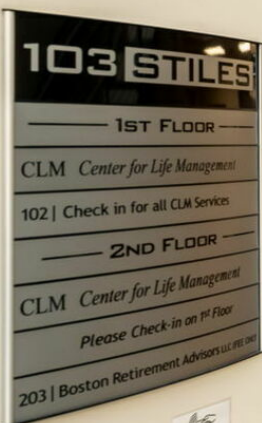 103 STILES
1ST FLOOR
CLM Center for Life Management
102 | Check in for all CLM Services
2ND FLOOR
CLM Center for Life Management
Please Check-in on 1st Floor
203 | Boston Retirement Advisors LLC